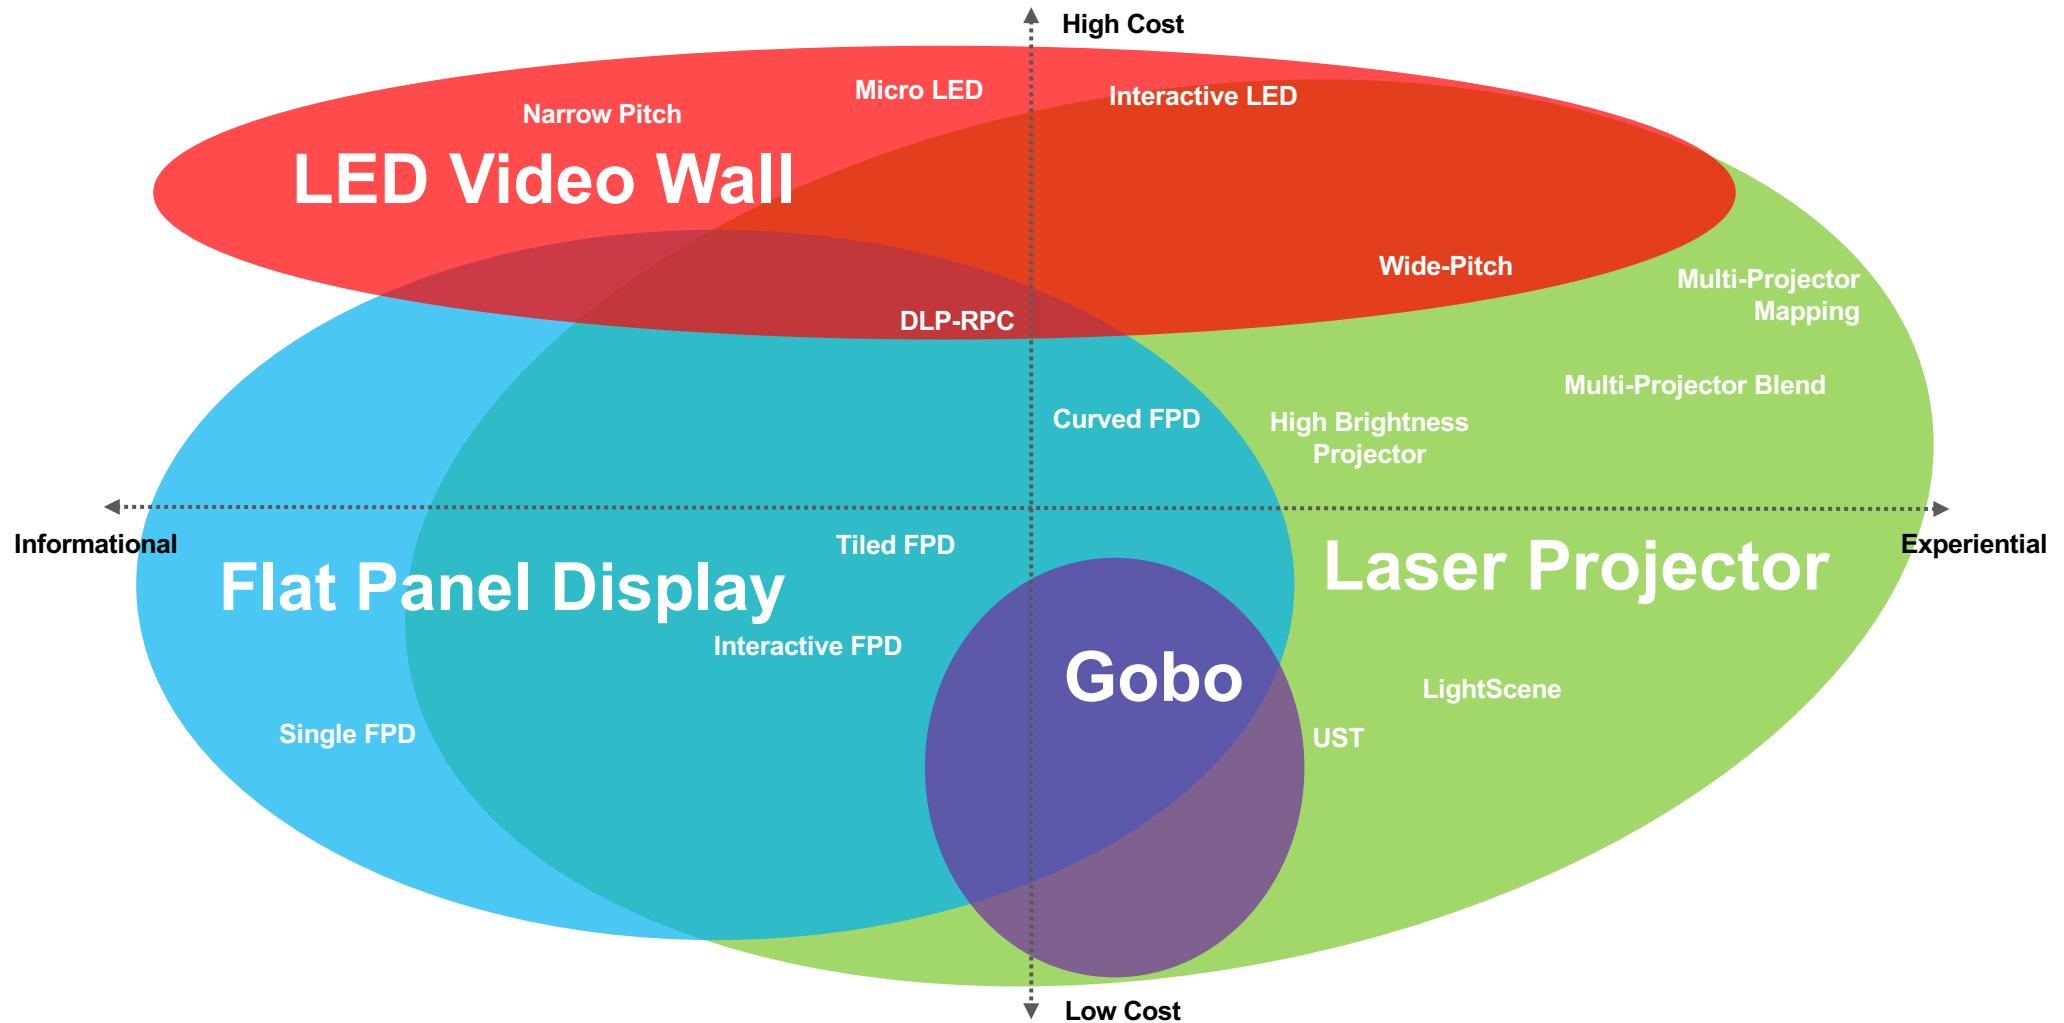 High Cost
Micro LED
Interactive LED
Narrow Pitch
LED Video Wall
Wide-Pitch
Multi-Projector
Mapping
DLP-RPC
Multi-Projector Blend
Curved FPD
High Brightness
Projector
Informational
Tiled FPD
Experiential
Flat Panel Display
Laser Projector
Interactive FPD
Gobo
LightScene
Single FPD
UST
Low Cost